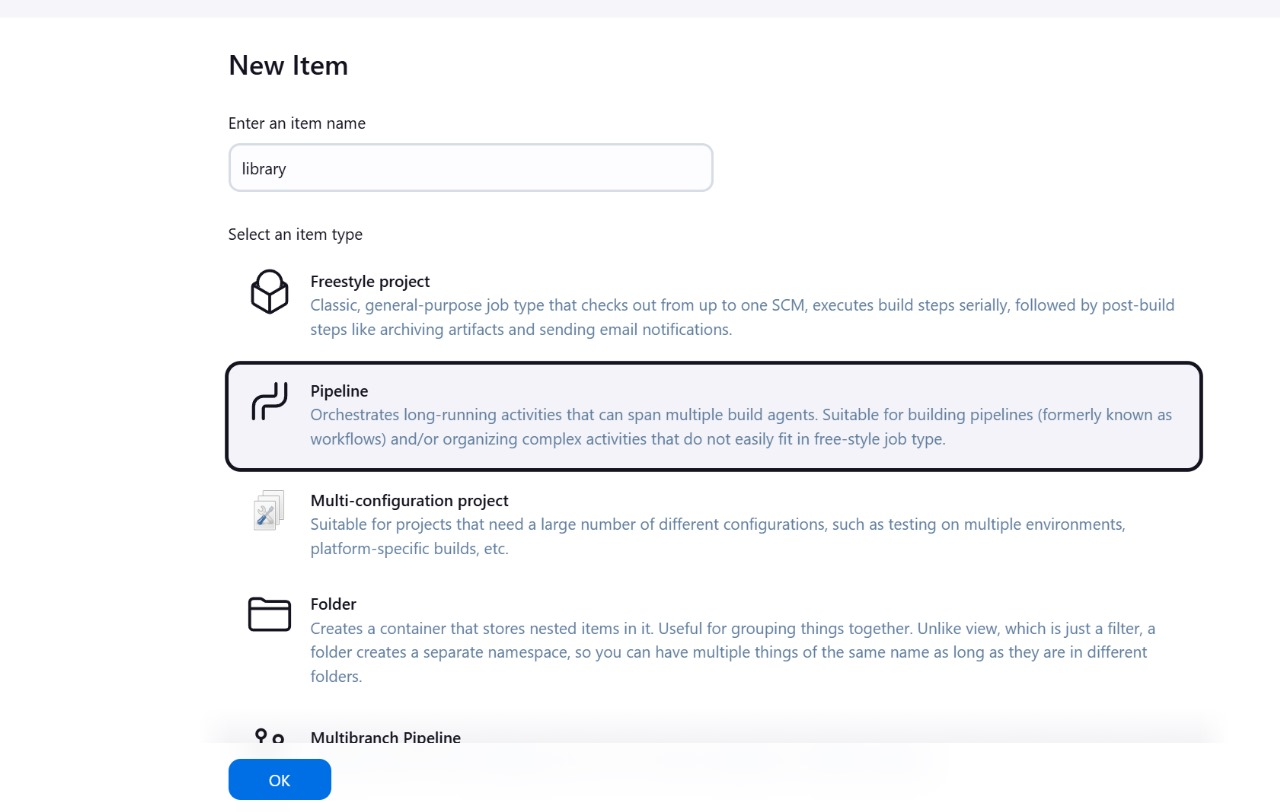 New Item
Enter an item name
library
Select an item type
Freestyle project
Classic, general-purpose job type that checks out from up to one SCM, executes build steps serially, followed by post-build
steps like archiving artifacts and sending email notifications.
Pipeline
Orchestrates long-running activities that can span multiple build agents. Suitable for building pipelines (formerly known as
workflows) and/or organizing complex activities that do not easily fit in free-style job type.
Multi-configuration project
Suitable for projects that need a large number of different configurations, such as testing on multiple environments,
platform-specific builds, etc.
Folder
Creates a container that stores nested items in it. Useful for grouping things together. Unlike view, which is just a filter, a
folder creates a separate namespace, so you can have multiple things of the same name as long as they are in different
folders.
Multibranch Pipeline
OK